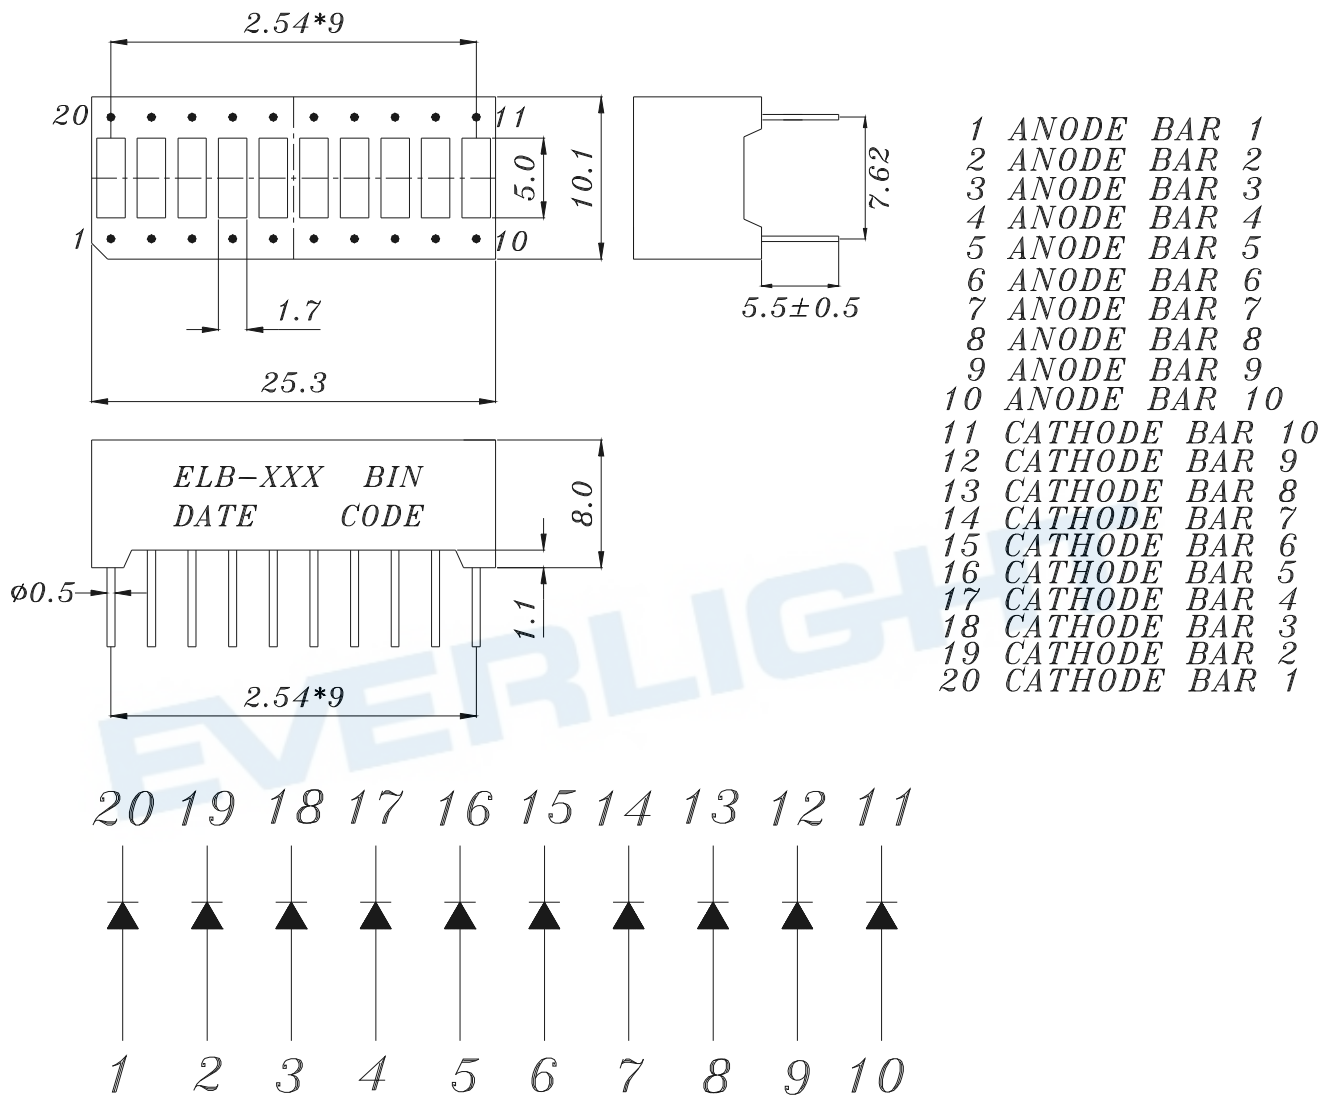 2.54*9
20
11
1
10
5.0
10.1
1.7
25.3
7.62
5.5±0.5
1 ANODE BAR 1
2 ANODE BAR 2
3 ANODE BAR 3
4 ANODE BAR 4
5 ANODE BAR 5
6 ANODE BAR 6
7 ANODE BAR 7
8 ANODE BAR 8
9 ANODE BAR 9
10 ANODE BAR 10
11 CATHODE BAR 10
12 CATHODE BAR 9
13 CATHODE BAR 8
14 CATHODE BAR 7
15 CATHODE BAR 6
16 CATHODE BAR 5
17 CATHODE BAR 4
18 CATHODE BAR 3
19 CATHODE BAR 2
20 CATHODE BAR 1
ELB-XXX BIN
DATE CODE
8.0
ø0.5
1.1
2.54*9
EVERLIGHT
20 19 18 17 16 15 14 13 12 11
1 2 3 4 5 6 7 8 9 10